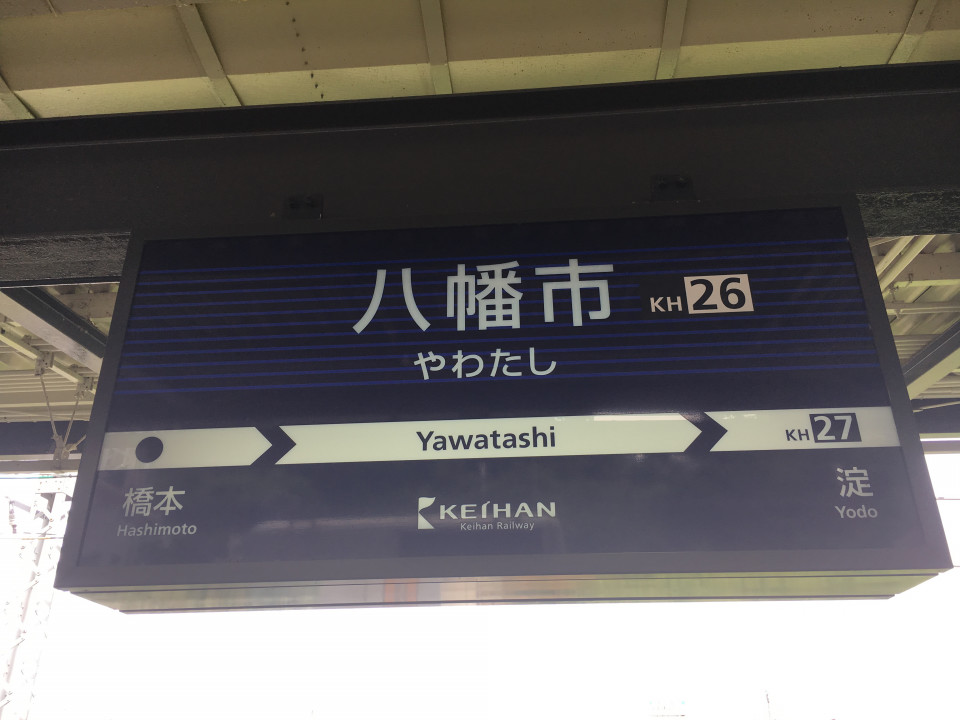 八幡市 KH 26
やわたし
Yawatashi
KH 27
橋本
Hashimoto
淀
Yodo
KEIHAN
Keihan Railway